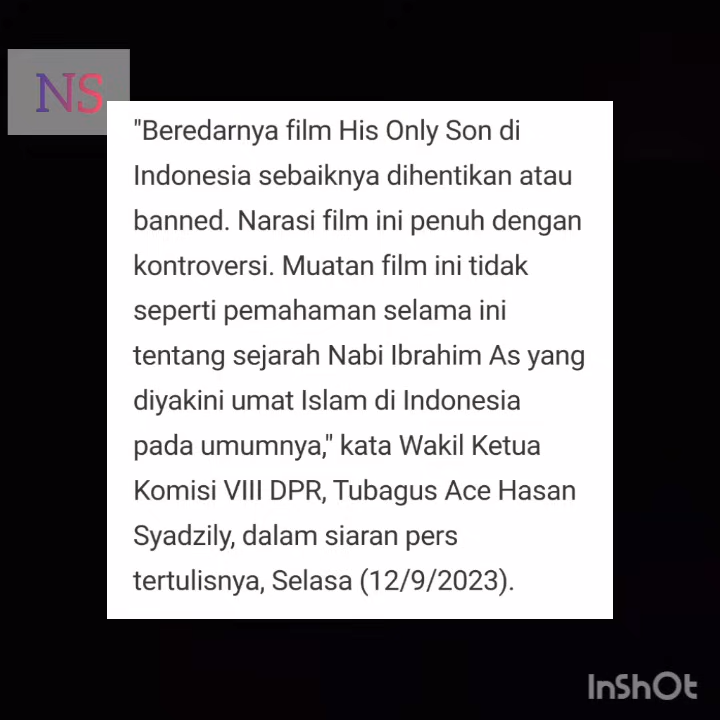 NS
"Beredarnya film His Only Son di
Indonesia sebaiknya dihentikan atau
banned. Narasi film ini penuh dengan
kontroversi. Muatan film ini tidak
seperti pemahaman selama ini
tentang sejarah Nabi Ibrahim As yang
diyakini umat Islam di Indonesia
pada umumnya," kata Wakil Ketua
Komisi VIII DPR, Tubagus Ace Hasan
Syadzily, dalam siaran pers
tertulisnya, Selasa (12/9/2023).
InShOt